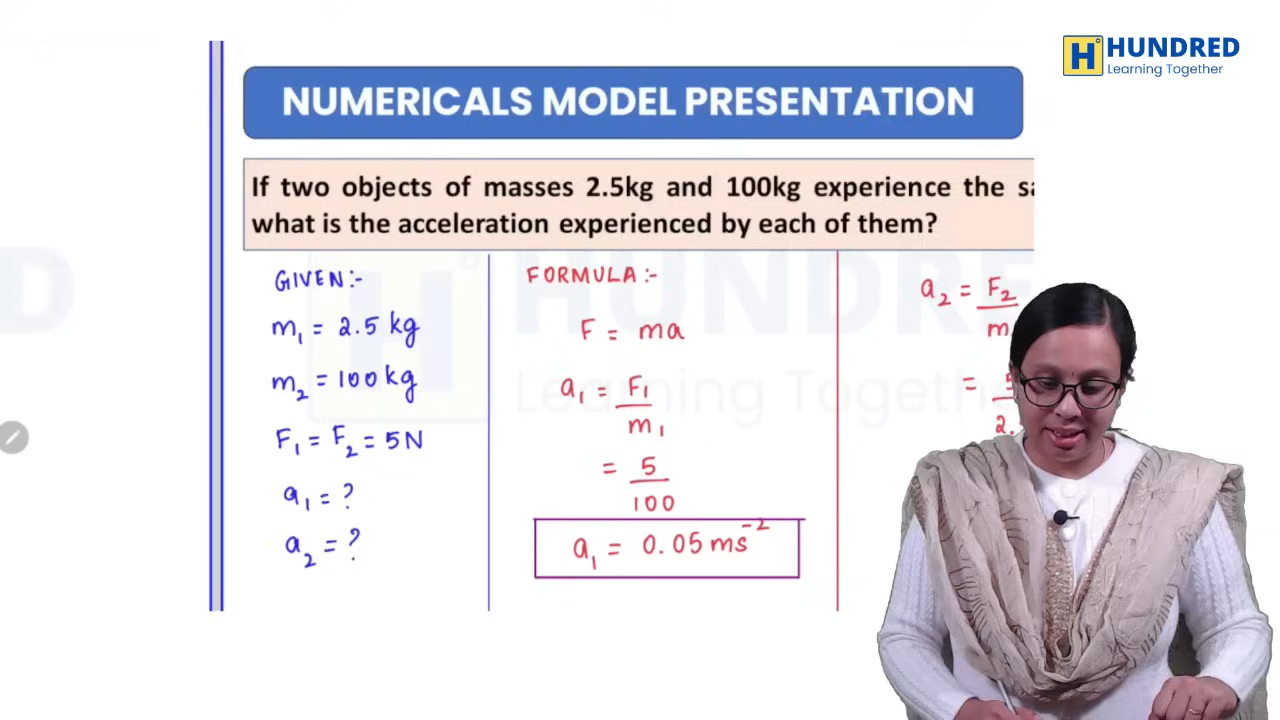 HUNDRED
Learning Together
NUMERICALS MODEL PRESENTATION
If two objects of masses 2.5kg and 100kg experience the
what is the acceleration experienced by each of them?
GIVEN:-
m₁ = 2.5 kg
m₂ = 100 kg
F₁ = F₂ = 5N
a₁ = ?
a₂ = ?
FORMULA:-
F = ma
a₁ = F₁
m₁
= 5
100
a₁ = 0.05 ms⁻²
a₂ = F₂
m
=
2.